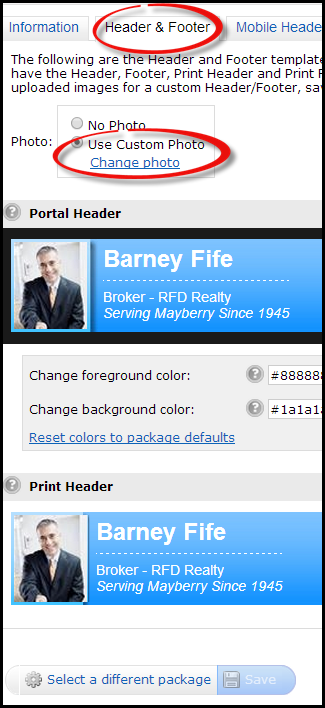 Information Header & Footer Mobile Heade
The following are the Header and Footer template
have the Header, Footer, Print Header and Print F
uploaded images for a custom Header/Footer, sav
No Photo
Photo: Use Custom Photo
Change photo
? Portal Header
Barney Fife
Broker - RFD Realty
Serving Mayberry Since 1945
Change foreground color: ? #888888
Change background color: ? #1a1a1a
Reset colors to package defaults
? Print Header
Barney Fife
Broker - RFD Realty
Serving Mayberry Since 1945
Select a different package Save